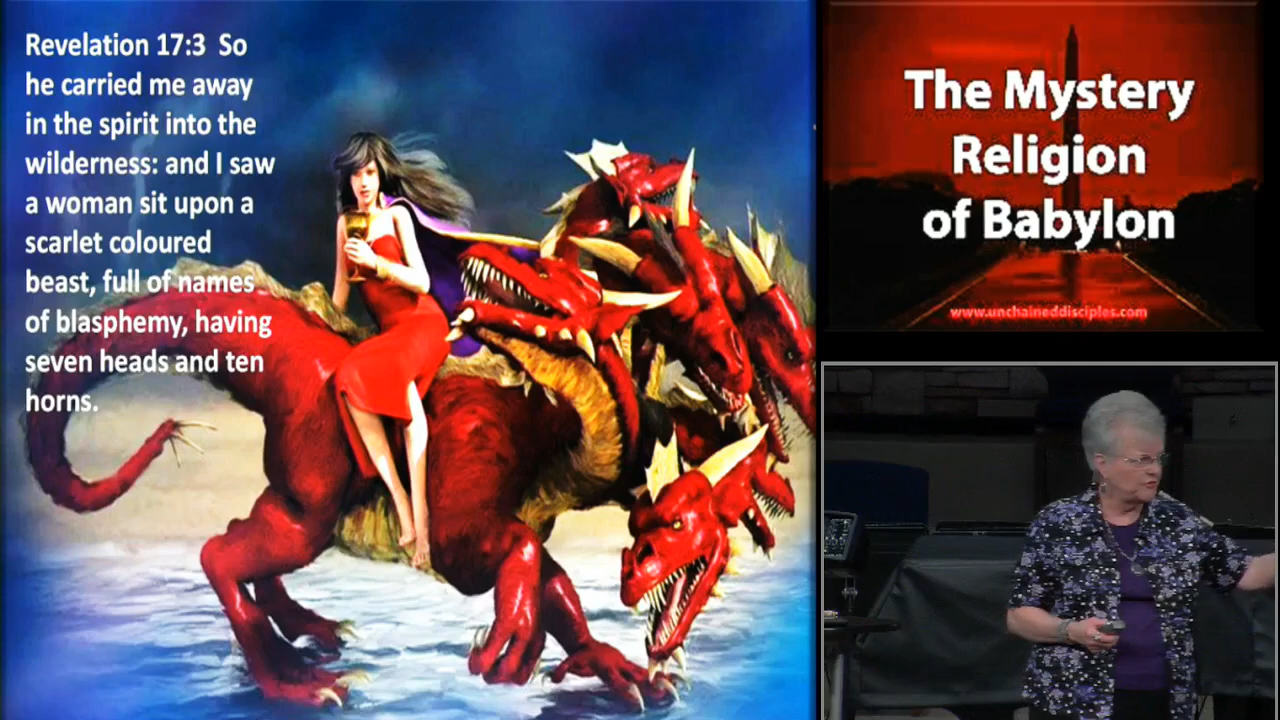 Revelation 17:3  So
he carried me away
in the spirit into the
wilderness: and I saw
a woman sit upon a
scarlet coloured
beast, full of names
of blasphemy, having
seven heads and ten
horns.
The Mystery
Religion
of Babylon
www.unchaineddisciples.com